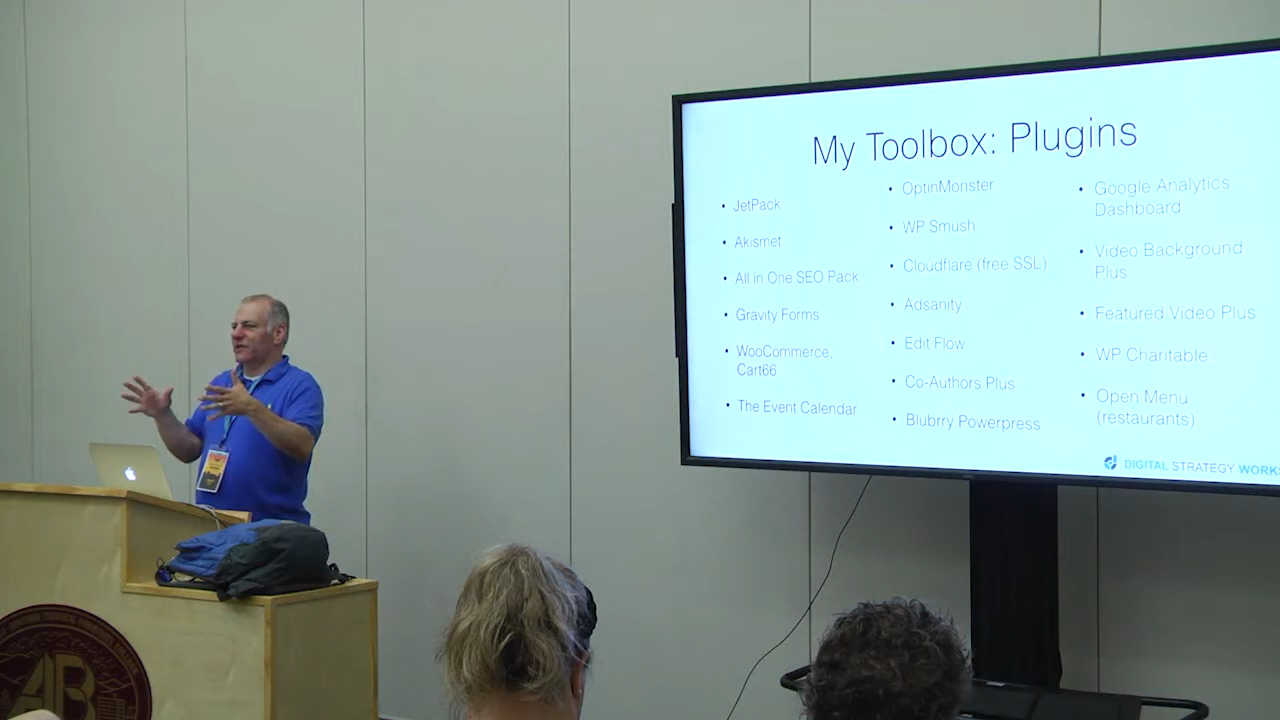 My Toolbox: Plugins
• JetPack
• Akismet
• All in One SEO Pack
• Gravity Forms
• WooCommerce,
Cart66
• The Event Calendar
• OptinMonster
• WP Smush
• Cloudflare (free SSL)
• Adsanity
• Edit Flow
• Co-Authors Plus
• Blubrry Powerpress
• Google Analytics
Dashboard
• Video Background
Plus
• Featured Video Plus
• WP Charitable
• Open Menu
(restaurants)
DIGITAL STRATEGY WORKS